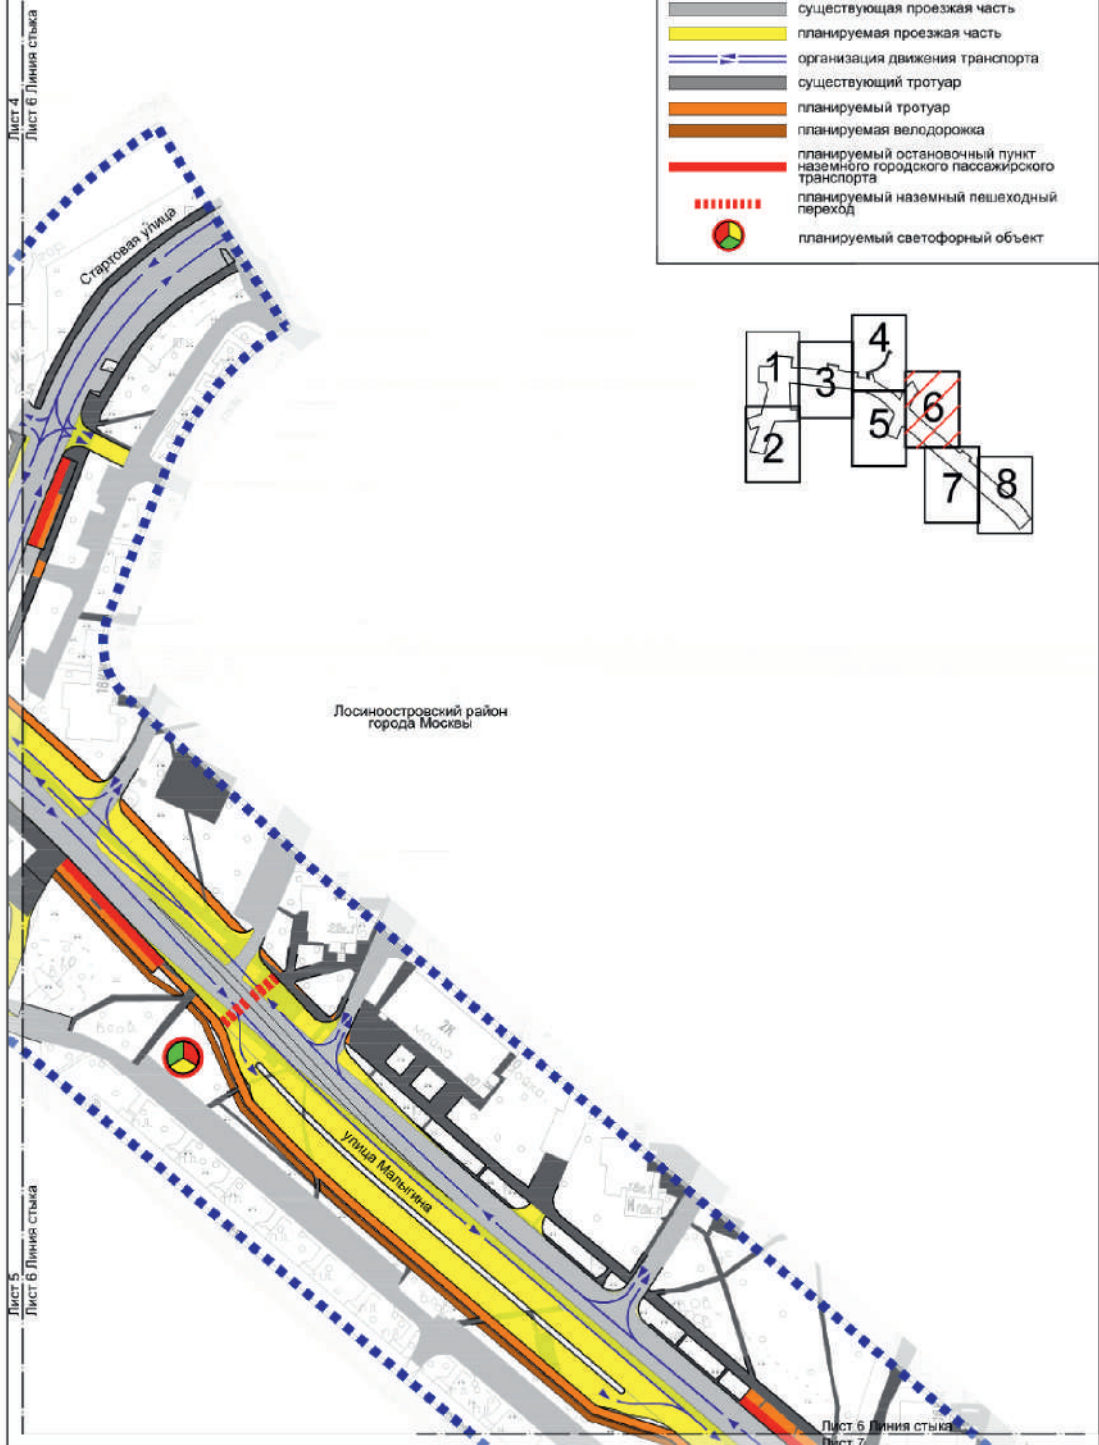 существующая проезжая часть
планируемая проезжая часть
организация движения транспорта
существующий тротуар
планируемый тротуар
планируемая велодорожка
планируемый остановочный пункт
наземного городского пассажирского
транспорта
планируемый наземный пешеходный
переход
планируемый светофорный объект
Лист 4
Лист 6 Линия стыка
Стартовая улица
1
2
3
4
5
6
7
8
Лосиноостровский район
города Москвы
2К
мойка
улица Малыгина
Лист 5
Лист 6 Линия стыка
Лист 6 Линия стыка
Лист 7